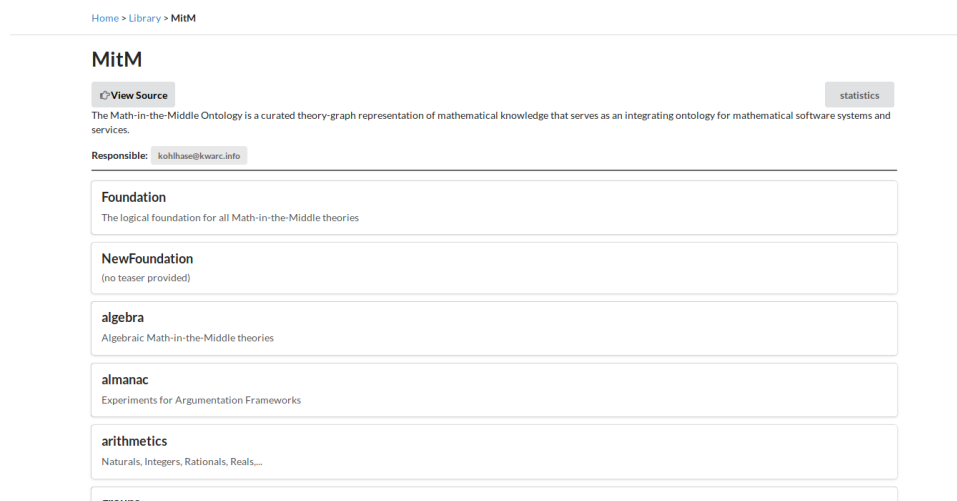 Home > Library > MitM
MitM
View Source
statistics
The Math-in-the-Middle Ontology is a curated theory-graph representation of mathematical knowledge that serves as an integrating ontology for mathematical software systems and
services.
Responsible: kohlhase@kwarc.info
Foundation
The logical foundation for all Math-in-the-Middle theories
NewFoundation
(no teaser provided)
algebra
Algebraic Math-in-the-Middle theories
almanac
Experiments for Argumentation Frameworks
arithmetics
Naturals, Integers, Rationals, Reals,...